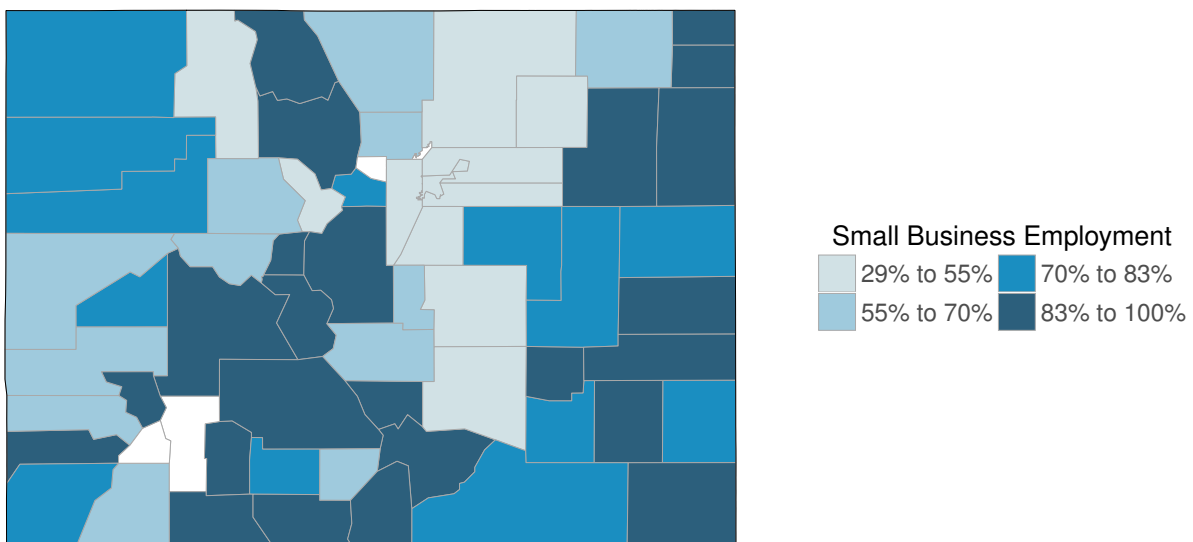 Small Business Employment
29% to 55% 70% to 83%
55% to 70% 83% to 100%